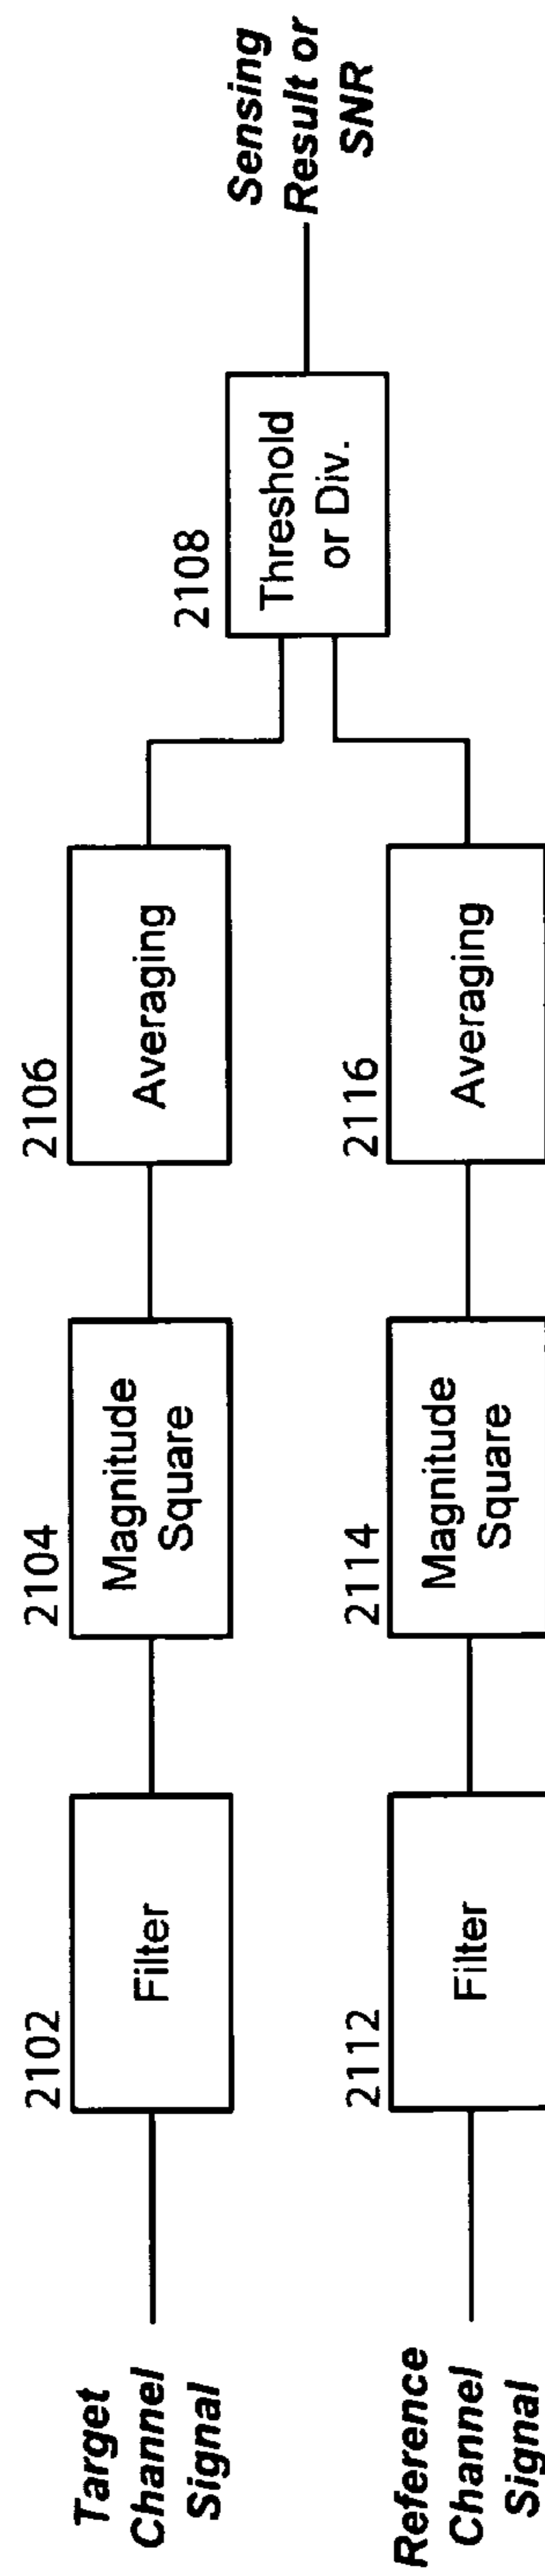 Target
Channel
Signal
2102
Filter
2104
Magnitude
Square
2106
Averaging
2108
Threshold
or Div.
Sensing
Result or
SNR
Reference
Channel
Signal
2112
Filter
2114
Magnitude
Square
2116
Averaging